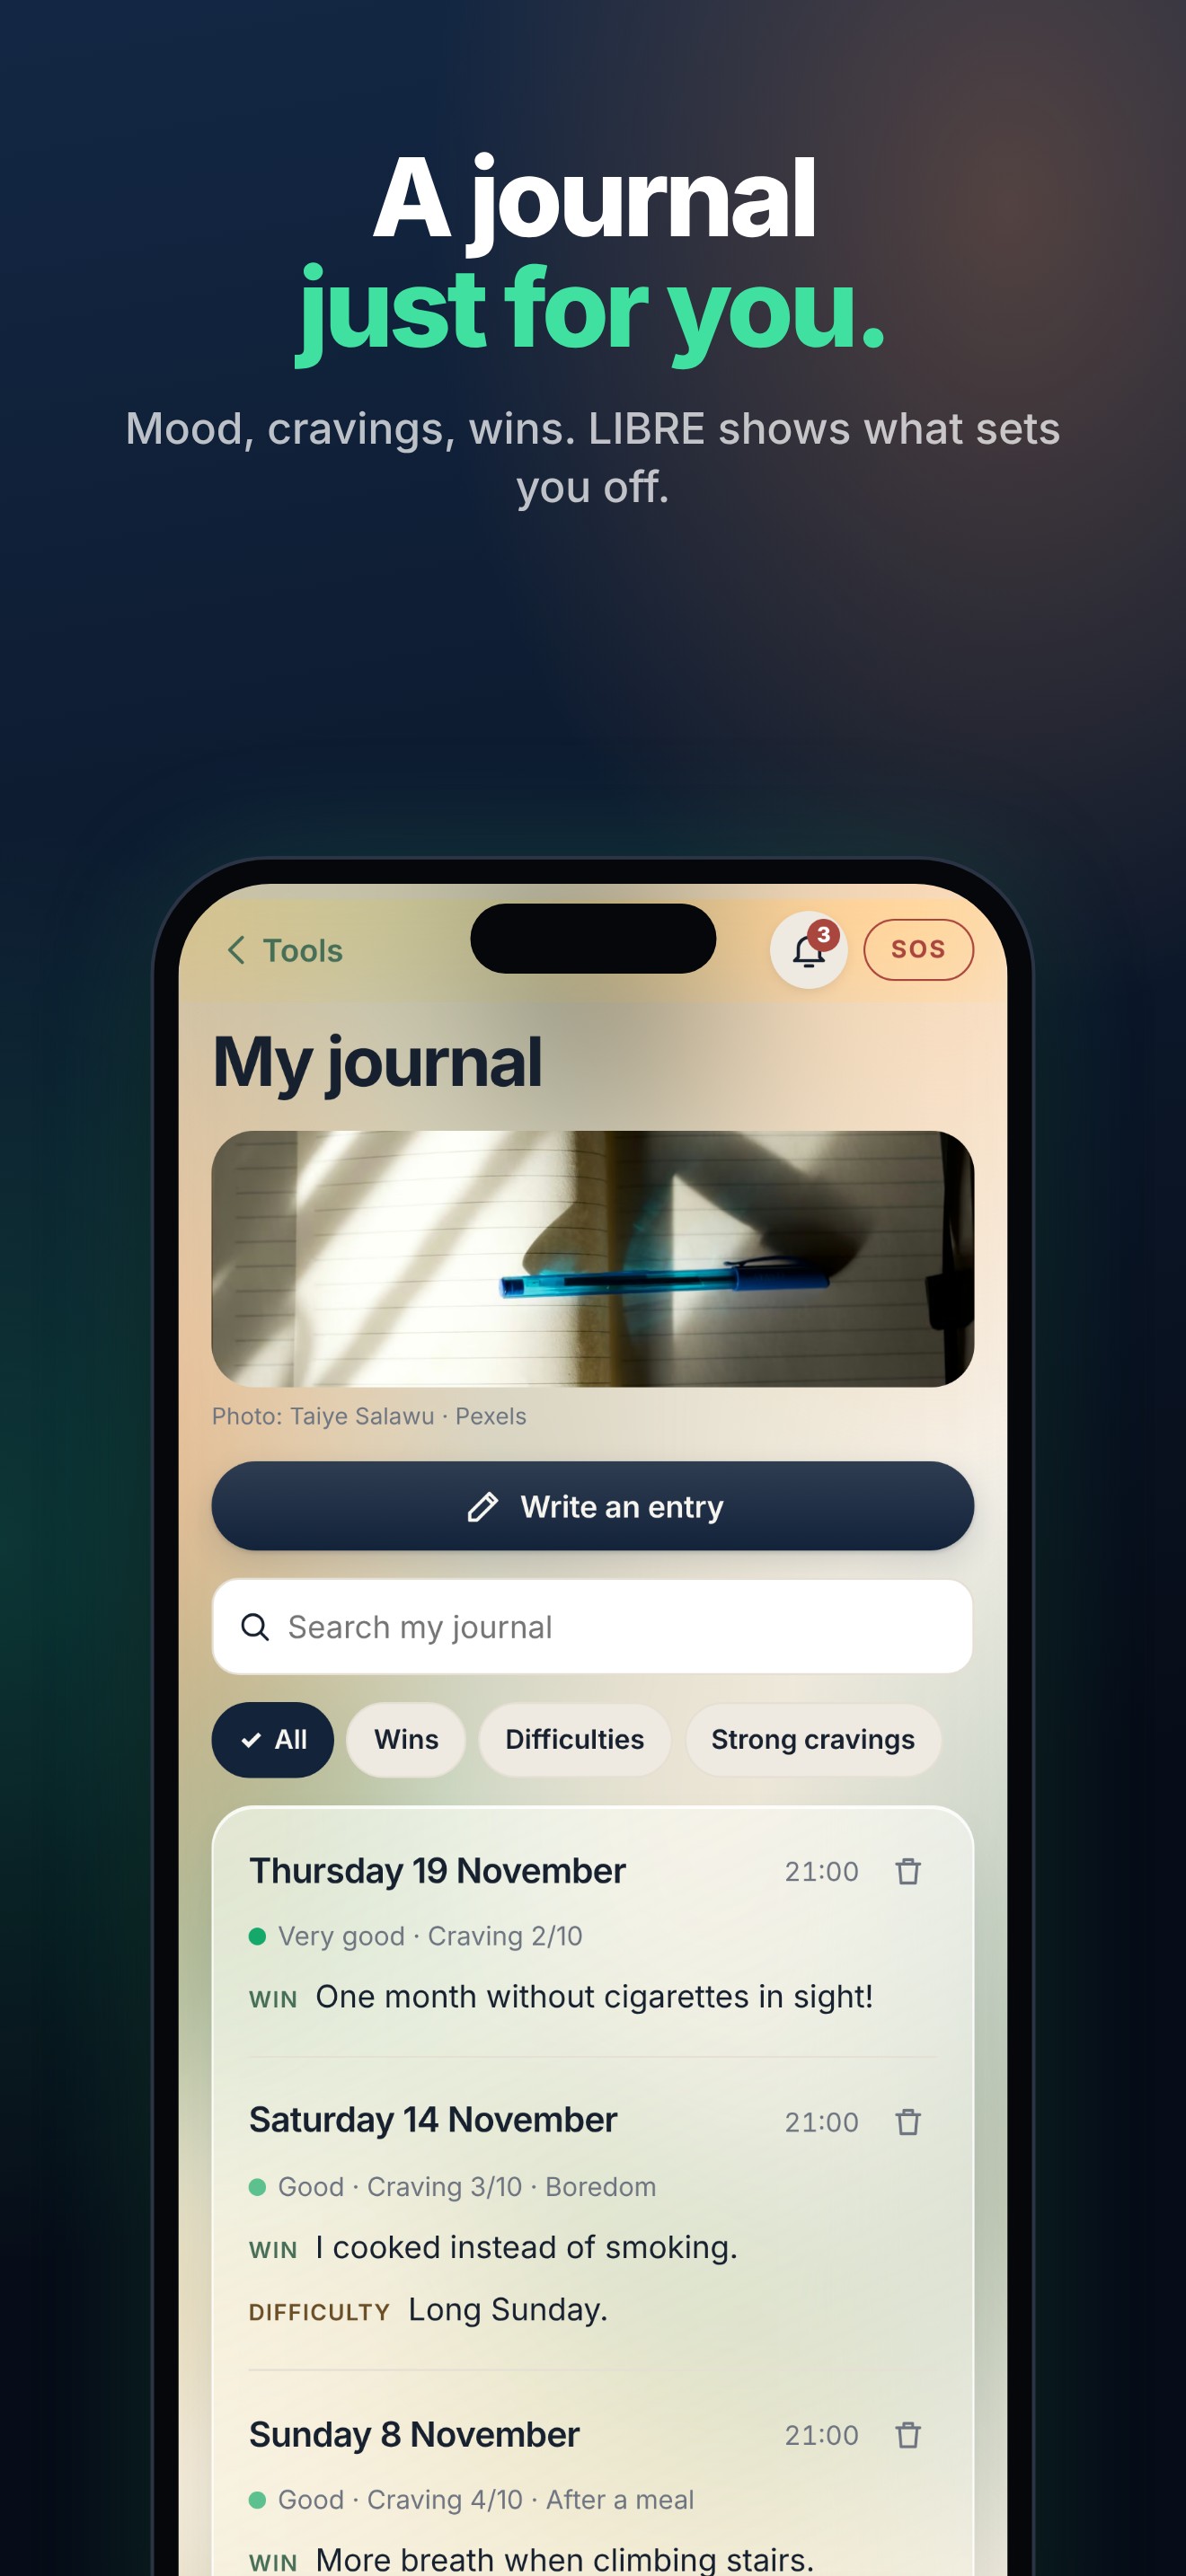 A journal
just for you.
Mood, cravings, wins. LIBRE shows what sets
you off.
Tools
3
SOS
My journal
Photo: Taiye Salawu · Pexels
Write an entry
Search my journal
All Wins Difficulties Strong cravings
Thursday 19 November 21:00
Very good · Craving 2/10
WIN One month without cigarettes in sight!
Saturday 14 November 21:00
Good · Craving 3/10 · Boredom
WIN I cooked instead of smoking.
DIFFICULTY Long Sunday.
Sunday 8 November 21:00
Good · Craving 4/10 · After a meal
WIN More breath when climbing stairs.